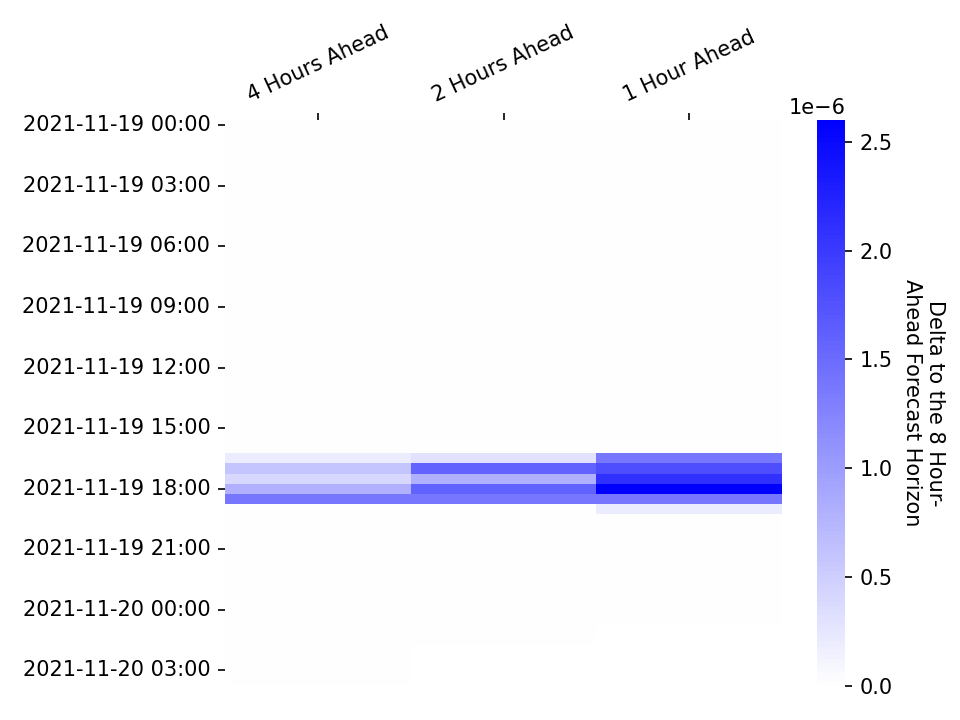 4 Hours Ahead
2 Hours Ahead
1 Hour Ahead
1e−6
2021-11-19 00:00
2021-11-19 03:00
2021-11-19 06:00
2021-11-19 09:00
2021-11-19 12:00
2021-11-19 15:00
2021-11-19 18:00
2021-11-19 21:00
2021-11-20 00:00
2021-11-20 03:00
2.5
2.0
1.5
1.0
0.5
0.0
Delta to the 8 Hour-
Ahead Forecast Horizon